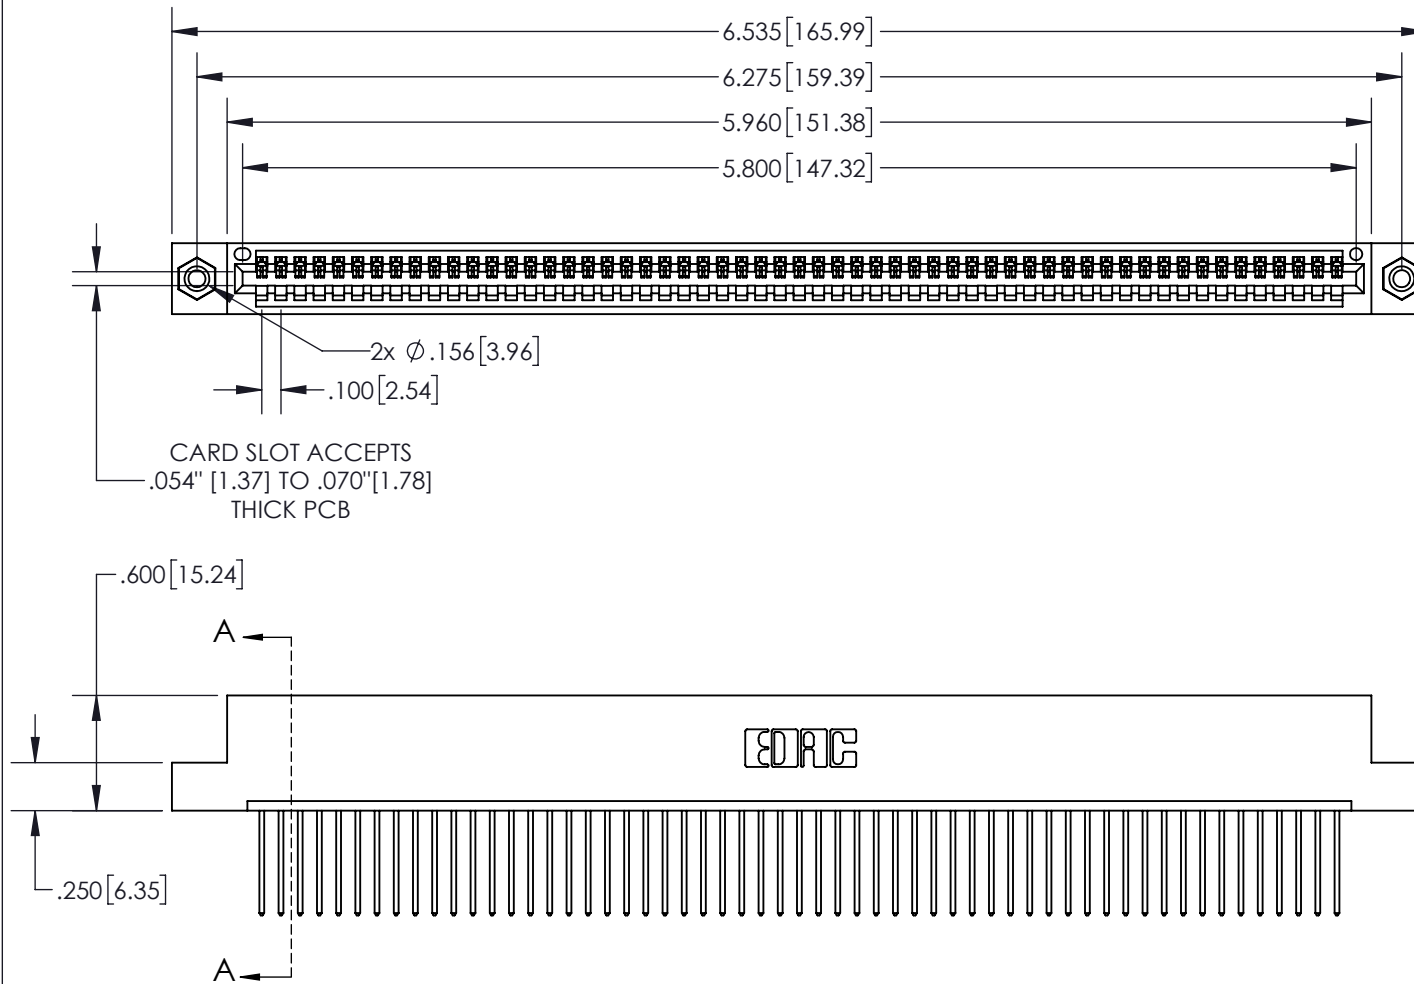 6.535[165.99]
6.275[159.39]
5.960[151.38]
5.800[147.32]
2x Ø.156[3.96]
.100[2.54]
CARD SLOT ACCEPTS
.054" [1.37] TO .070"[1.78]
THICK PCB
.600[15.24]
A
EDAC
.250[6.35]
A